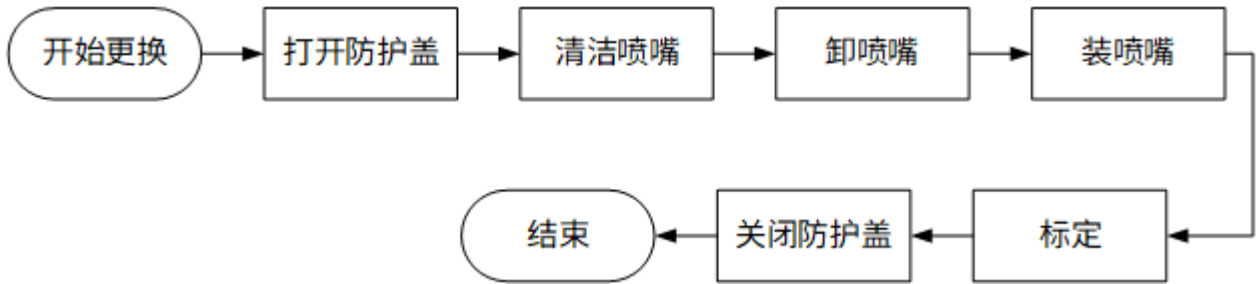 开始更换
打开防护盖
清洁喷嘴
卸喷嘴
装喷嘴
标定
关闭防护盖
结束